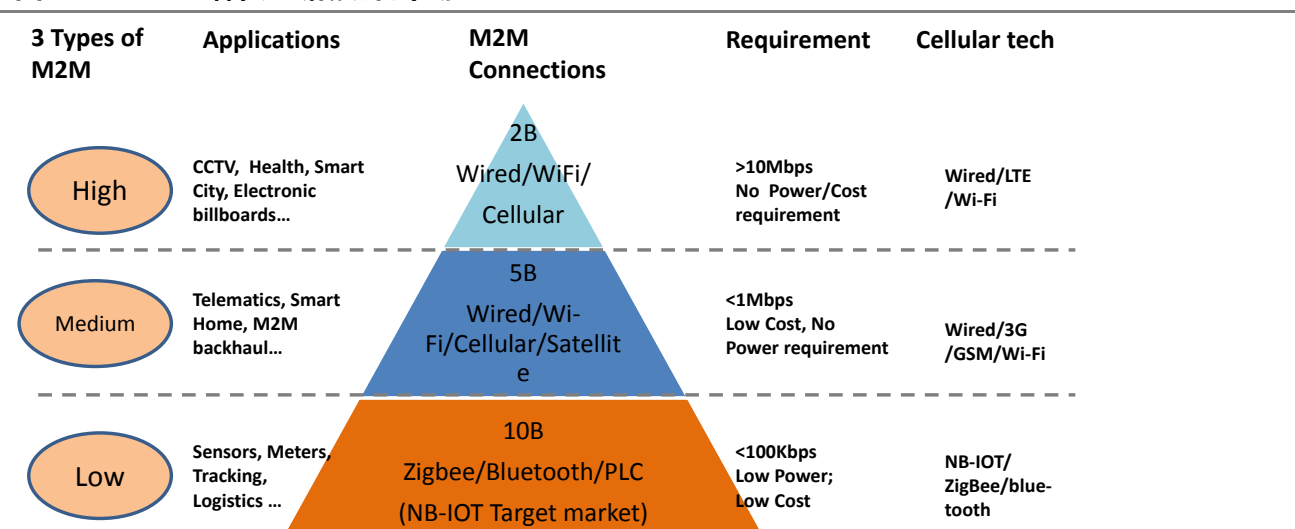 3 Types of
M2M
Applications
M2M
Connections
Requirement
Cellular tech
High
CCTV, Health, Smart
City, Electronic
billboards…
2B
Wired/WiFi/
Cellular
>10Mbps
No Power/Cost
requirement
Wired/LTE
/Wi-Fi
Medium
Telematics, Smart
Home, M2M
backhaul…
5B
Wired/Wi-
Fi/Cellular/Satellit
e
<1Mbps
Low Cost, No
Power requirement
Wired/3G
/GSM/Wi-Fi
Low
Sensors, Meters,
Tracking,
Logistics …
10B
Zigbee/Bluetooth/PLC
(NB-IOT Target market)
<100Kbps
Low Power;
Low Cost
NB-IOT/
ZigBee/blue-
tooth